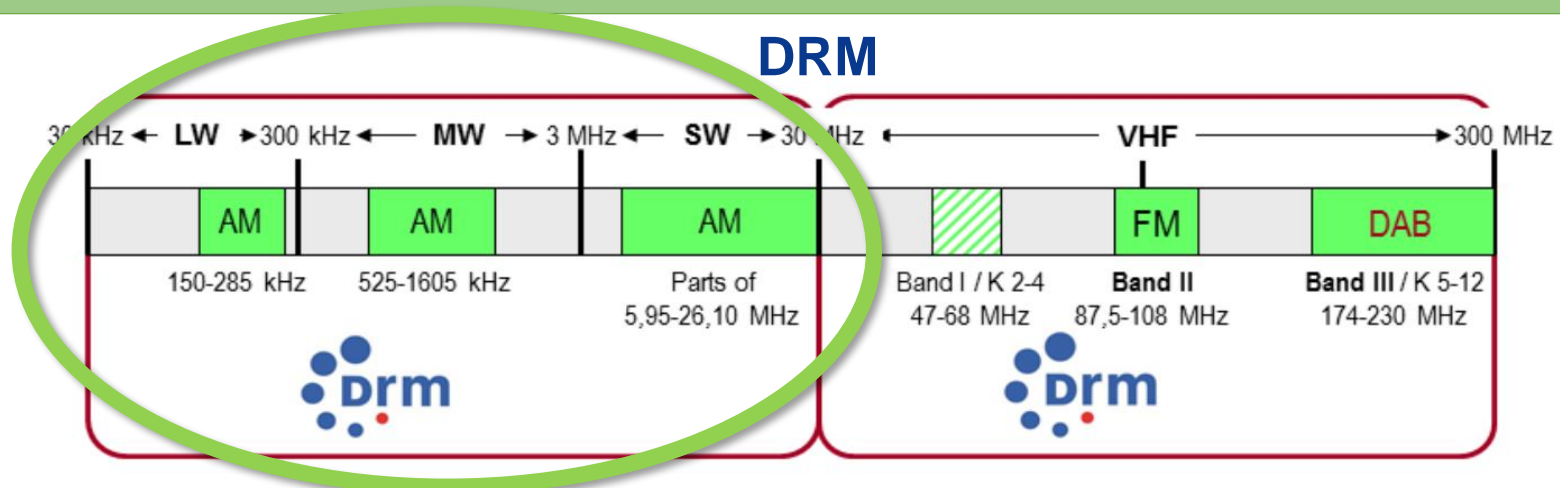 DRM
30 kHz LW 300 kHz MW 3 MHz SW 30 MHz VHF 300 MHz
AM AM AM FM DAB
150-285 kHz 525-1605 kHz Parts of Band I / K 2-4 Band II Band III / K 5-12
5,95-26,10 MHz 47-68 MHz 87,5-108 MHz 174-230 MHz
Drm Drm